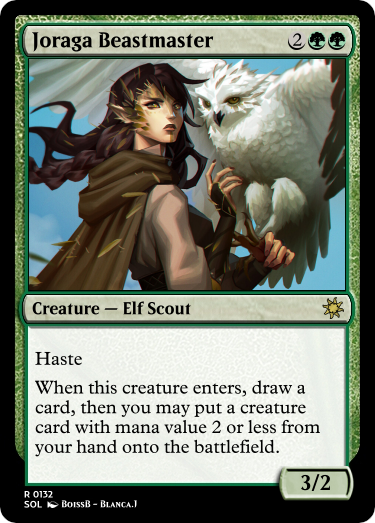 Joraga Beastmaster 2
Creature — Elf Scout
Haste
When this creature enters, draw a
card, then you may put a creature
card with mana value 2 or less from
your hand onto the battlefield.
3/2
R 0132
SOL BoissB – Blanca.J